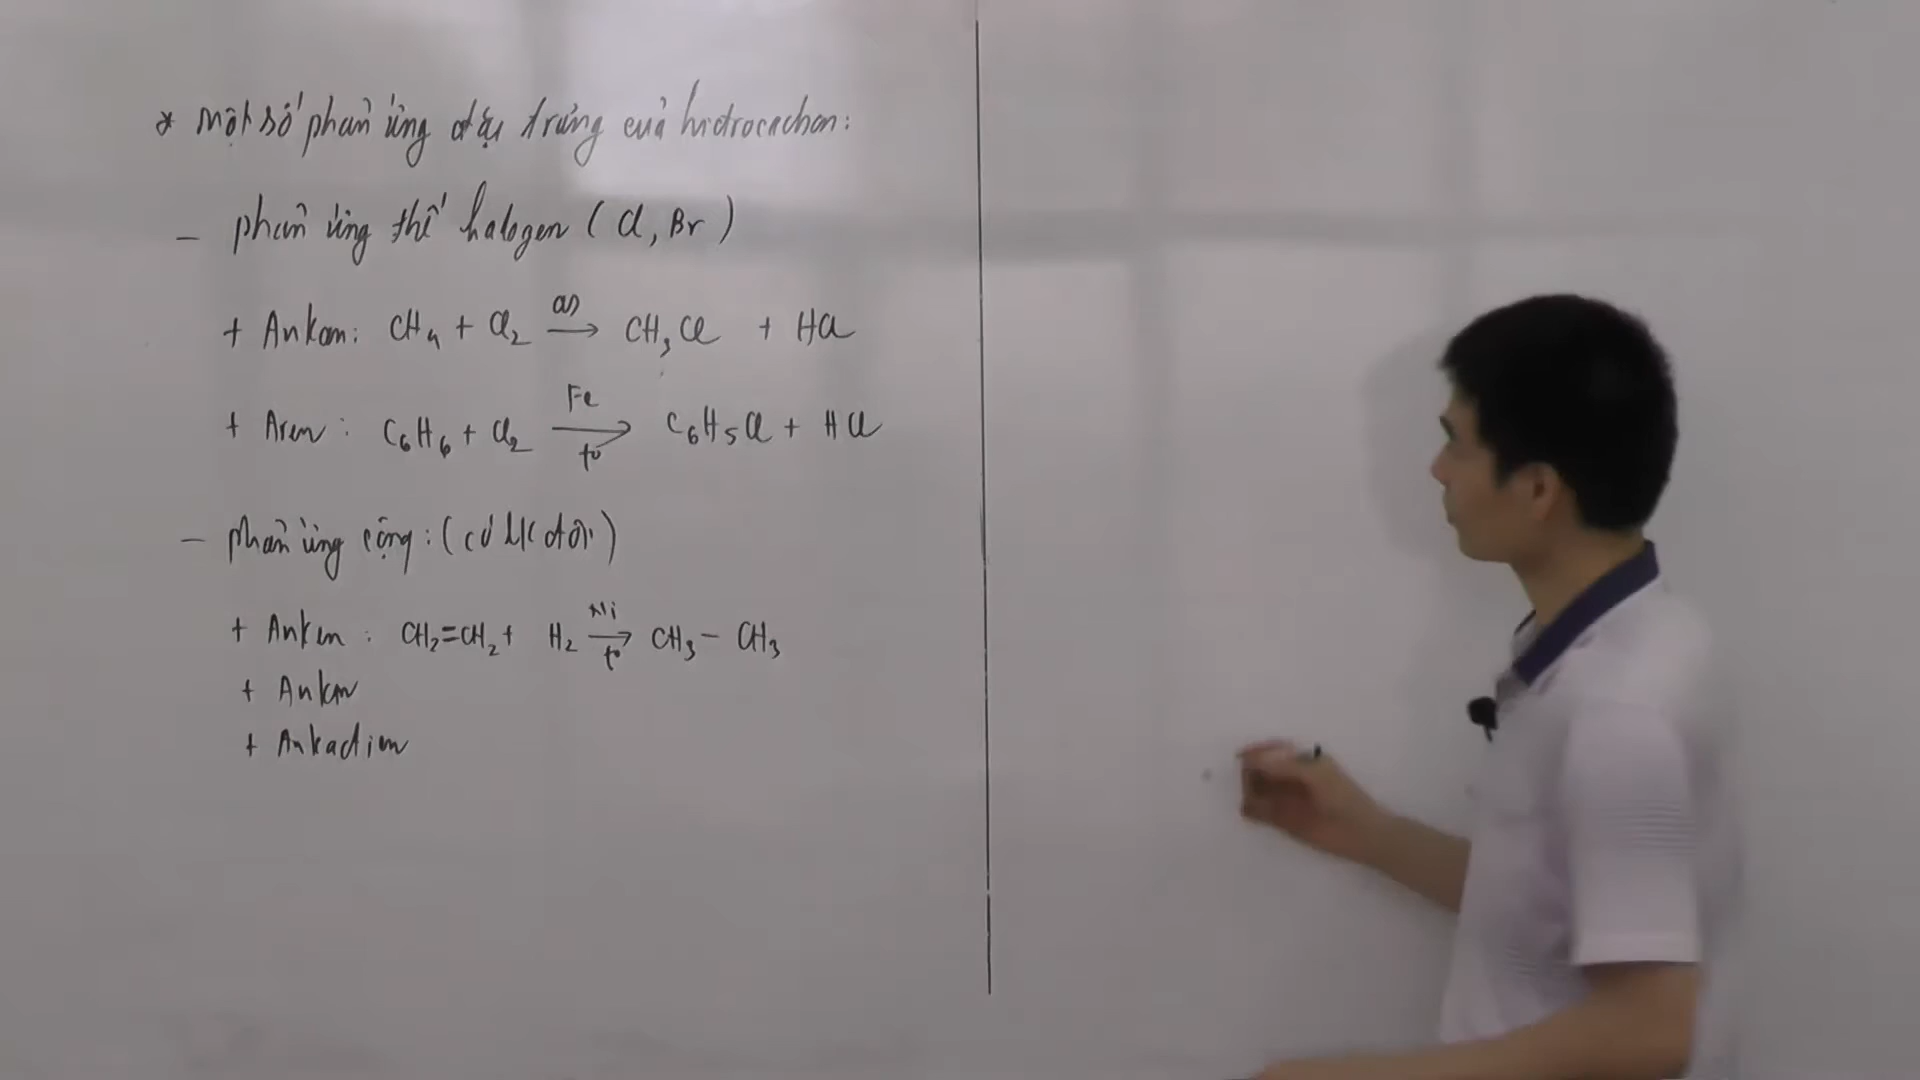 * Một số phản ứng đặc trưng của hiđrocacbon:
- phản ứng thế halogen (Cl, Br)
+ Ankan: CH4 + Cl2 as → CH3Cl + HCl
+ Aren: C6H6 + Cl2 Fe → t° C6H5Cl + HCl
- phản ứng cộng: (có lk đôi)
+ Anken: CH2=CH2 + H2 Ni → t° CH3 - CH3
+ Ankin
+ Ankadien